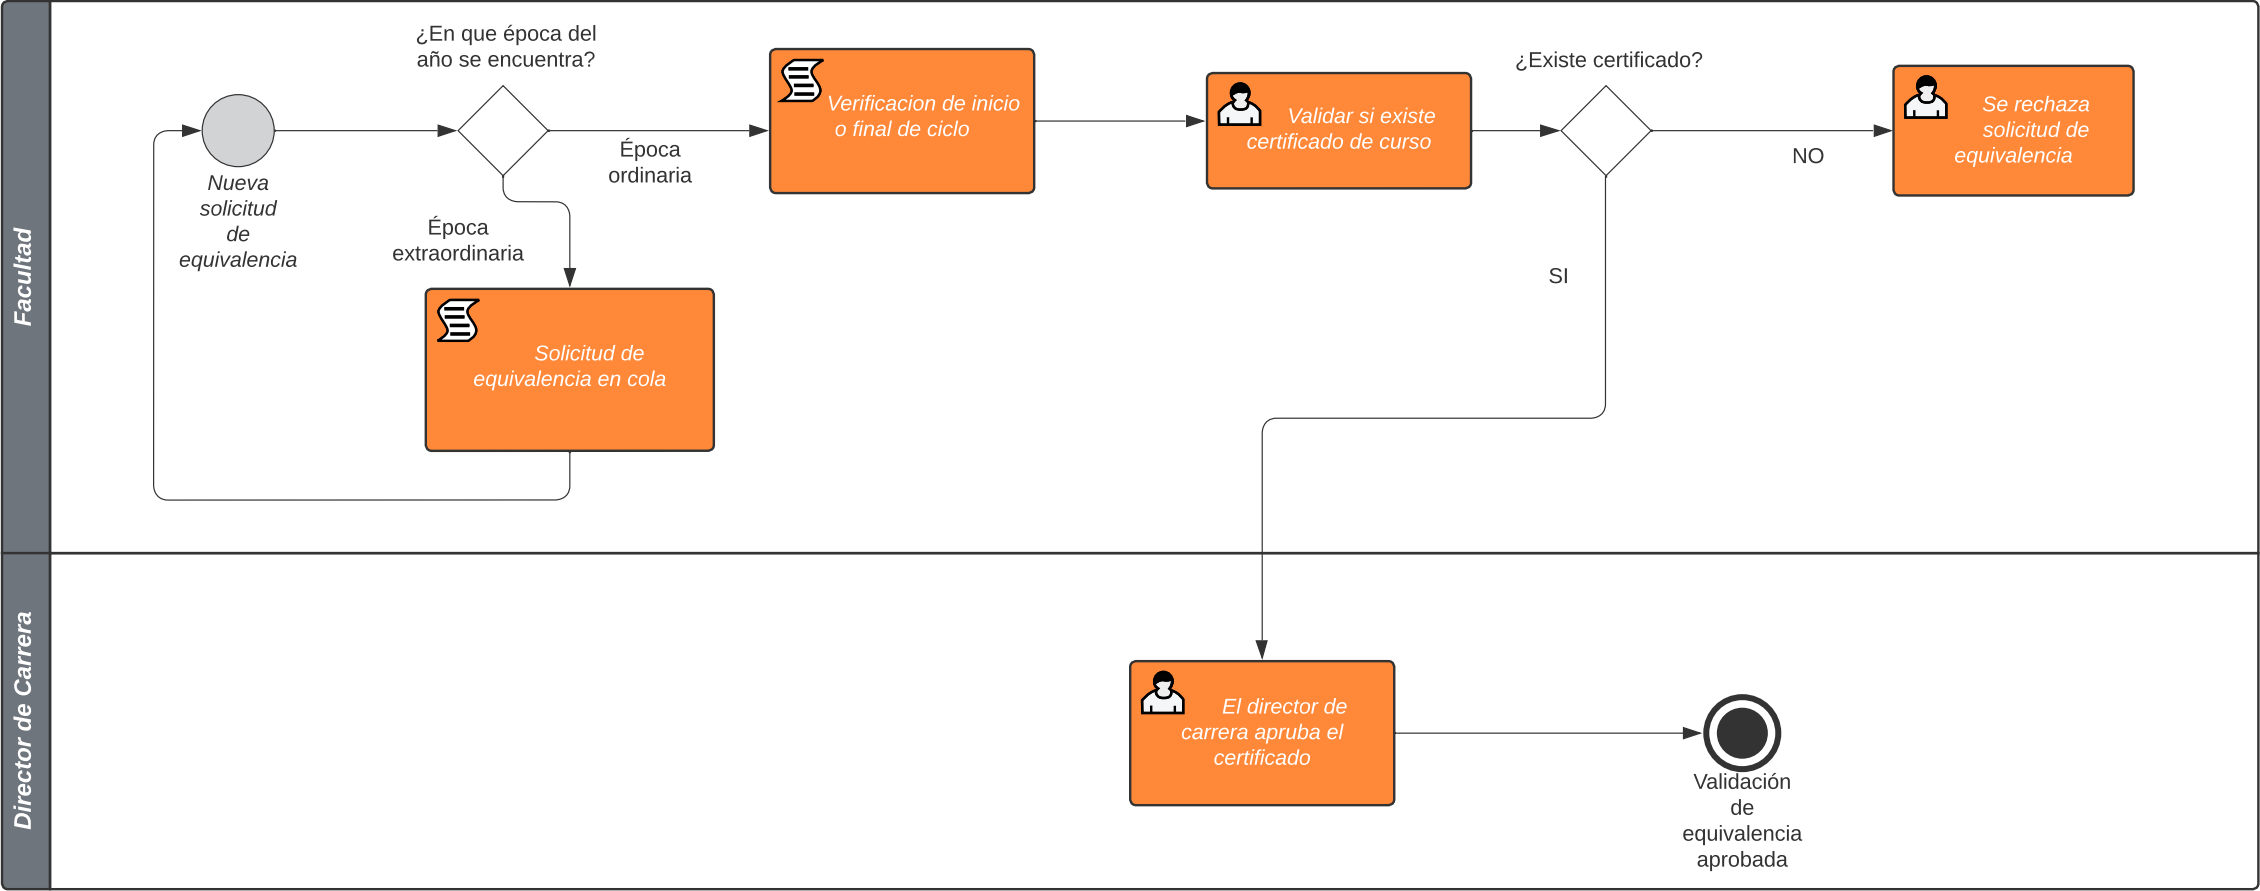 Facultad
¿En que época del
año se encuentra?
Nueva
solicitud
de
equivalencia
Época
ordinaria
Época
extraordinaria
Solicitud de
equivalencia en cola
Verificacion de inicio
o final de ciclo
Validar si existe
certificado de curso
¿Existe certificado?
NO
SI
Se rechaza
solicitud de
equivalencia
Director de Carrera
El director de
carrera apruba el
certificado
Validación
de
equivalencia
aprobada